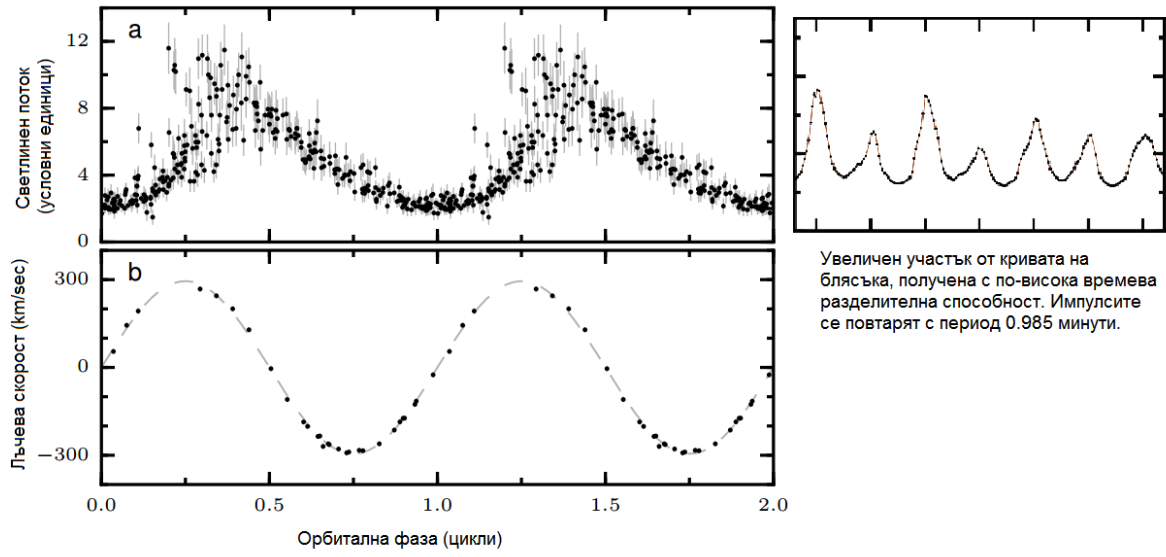 a
Светлинен поток
(условни единици)
12
8
4
0
b
Лъчева скорост (km/sec)
300
0
−300
0.0
0.5
1.0
1.5
2.0
Орбитална фаза (цикли)
Увеличен участък от кривата на
блясъка, получена с по-висока времева
разделителна способност. Импулсите
се повтарят с период 0.985 минути.